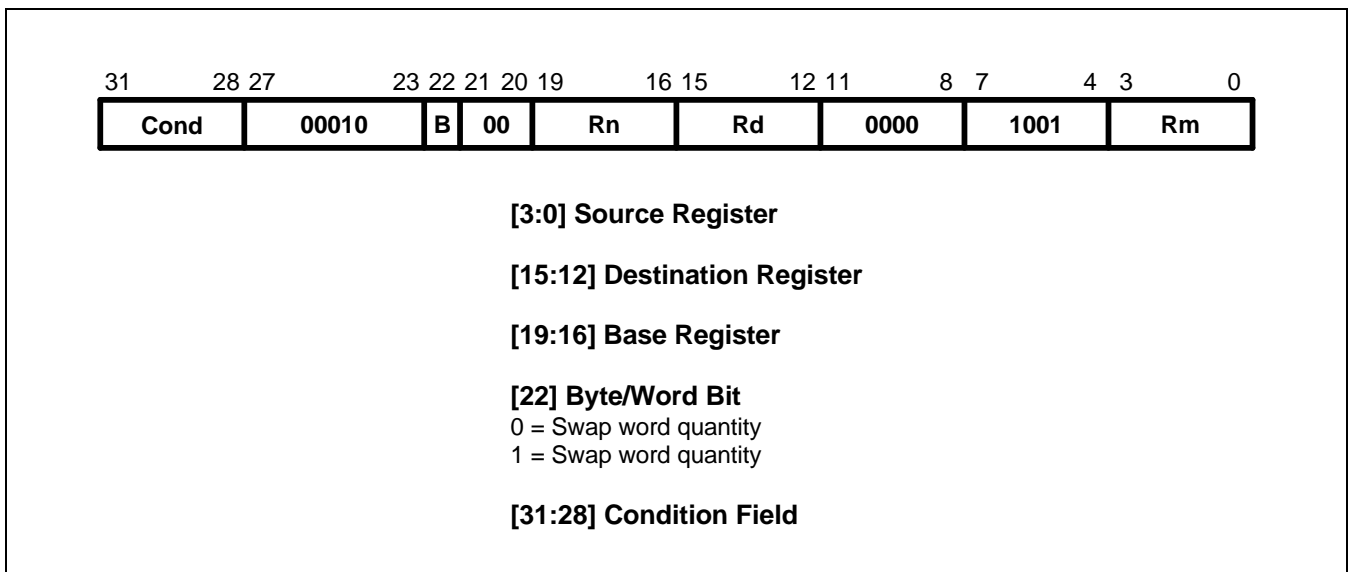 31 28 27 23 22 21 20 19 16 15 12 11 8 7 4 3 0
Cond 00010 B 00 Rn Rd 0000 1001 Rm
[3:0] Source Register
[15:12] Destination Register
[19:16] Base Register
[22] Byte/Word Bit
0 = Swap word quantity
1 = Swap word quantity
[31:28] Condition Field